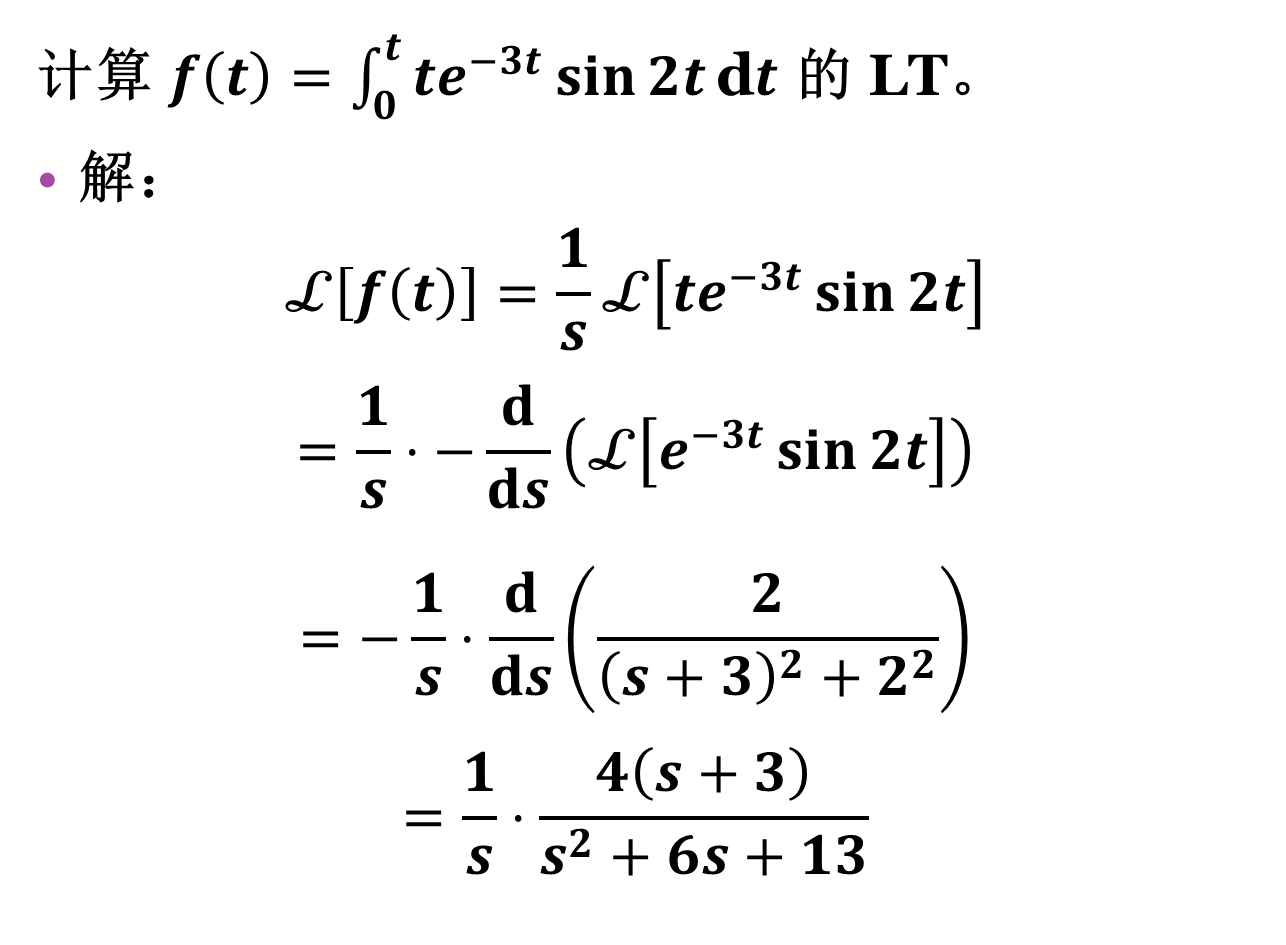 计算 f(t) = ∫₀ᵗ te⁻³ᵗ sin 2t dt 的 LT。
• 解：
ℒ[f(t)] = 1/s ℒ[te⁻³ᵗ sin 2t]
= 1/s · − d/ds (ℒ[e⁻³ᵗ sin 2t])
= − 1/s · d/ds (2/((s + 3)² + 2²))
= 1/s · 4(s + 3)/(s² + 6s + 13)